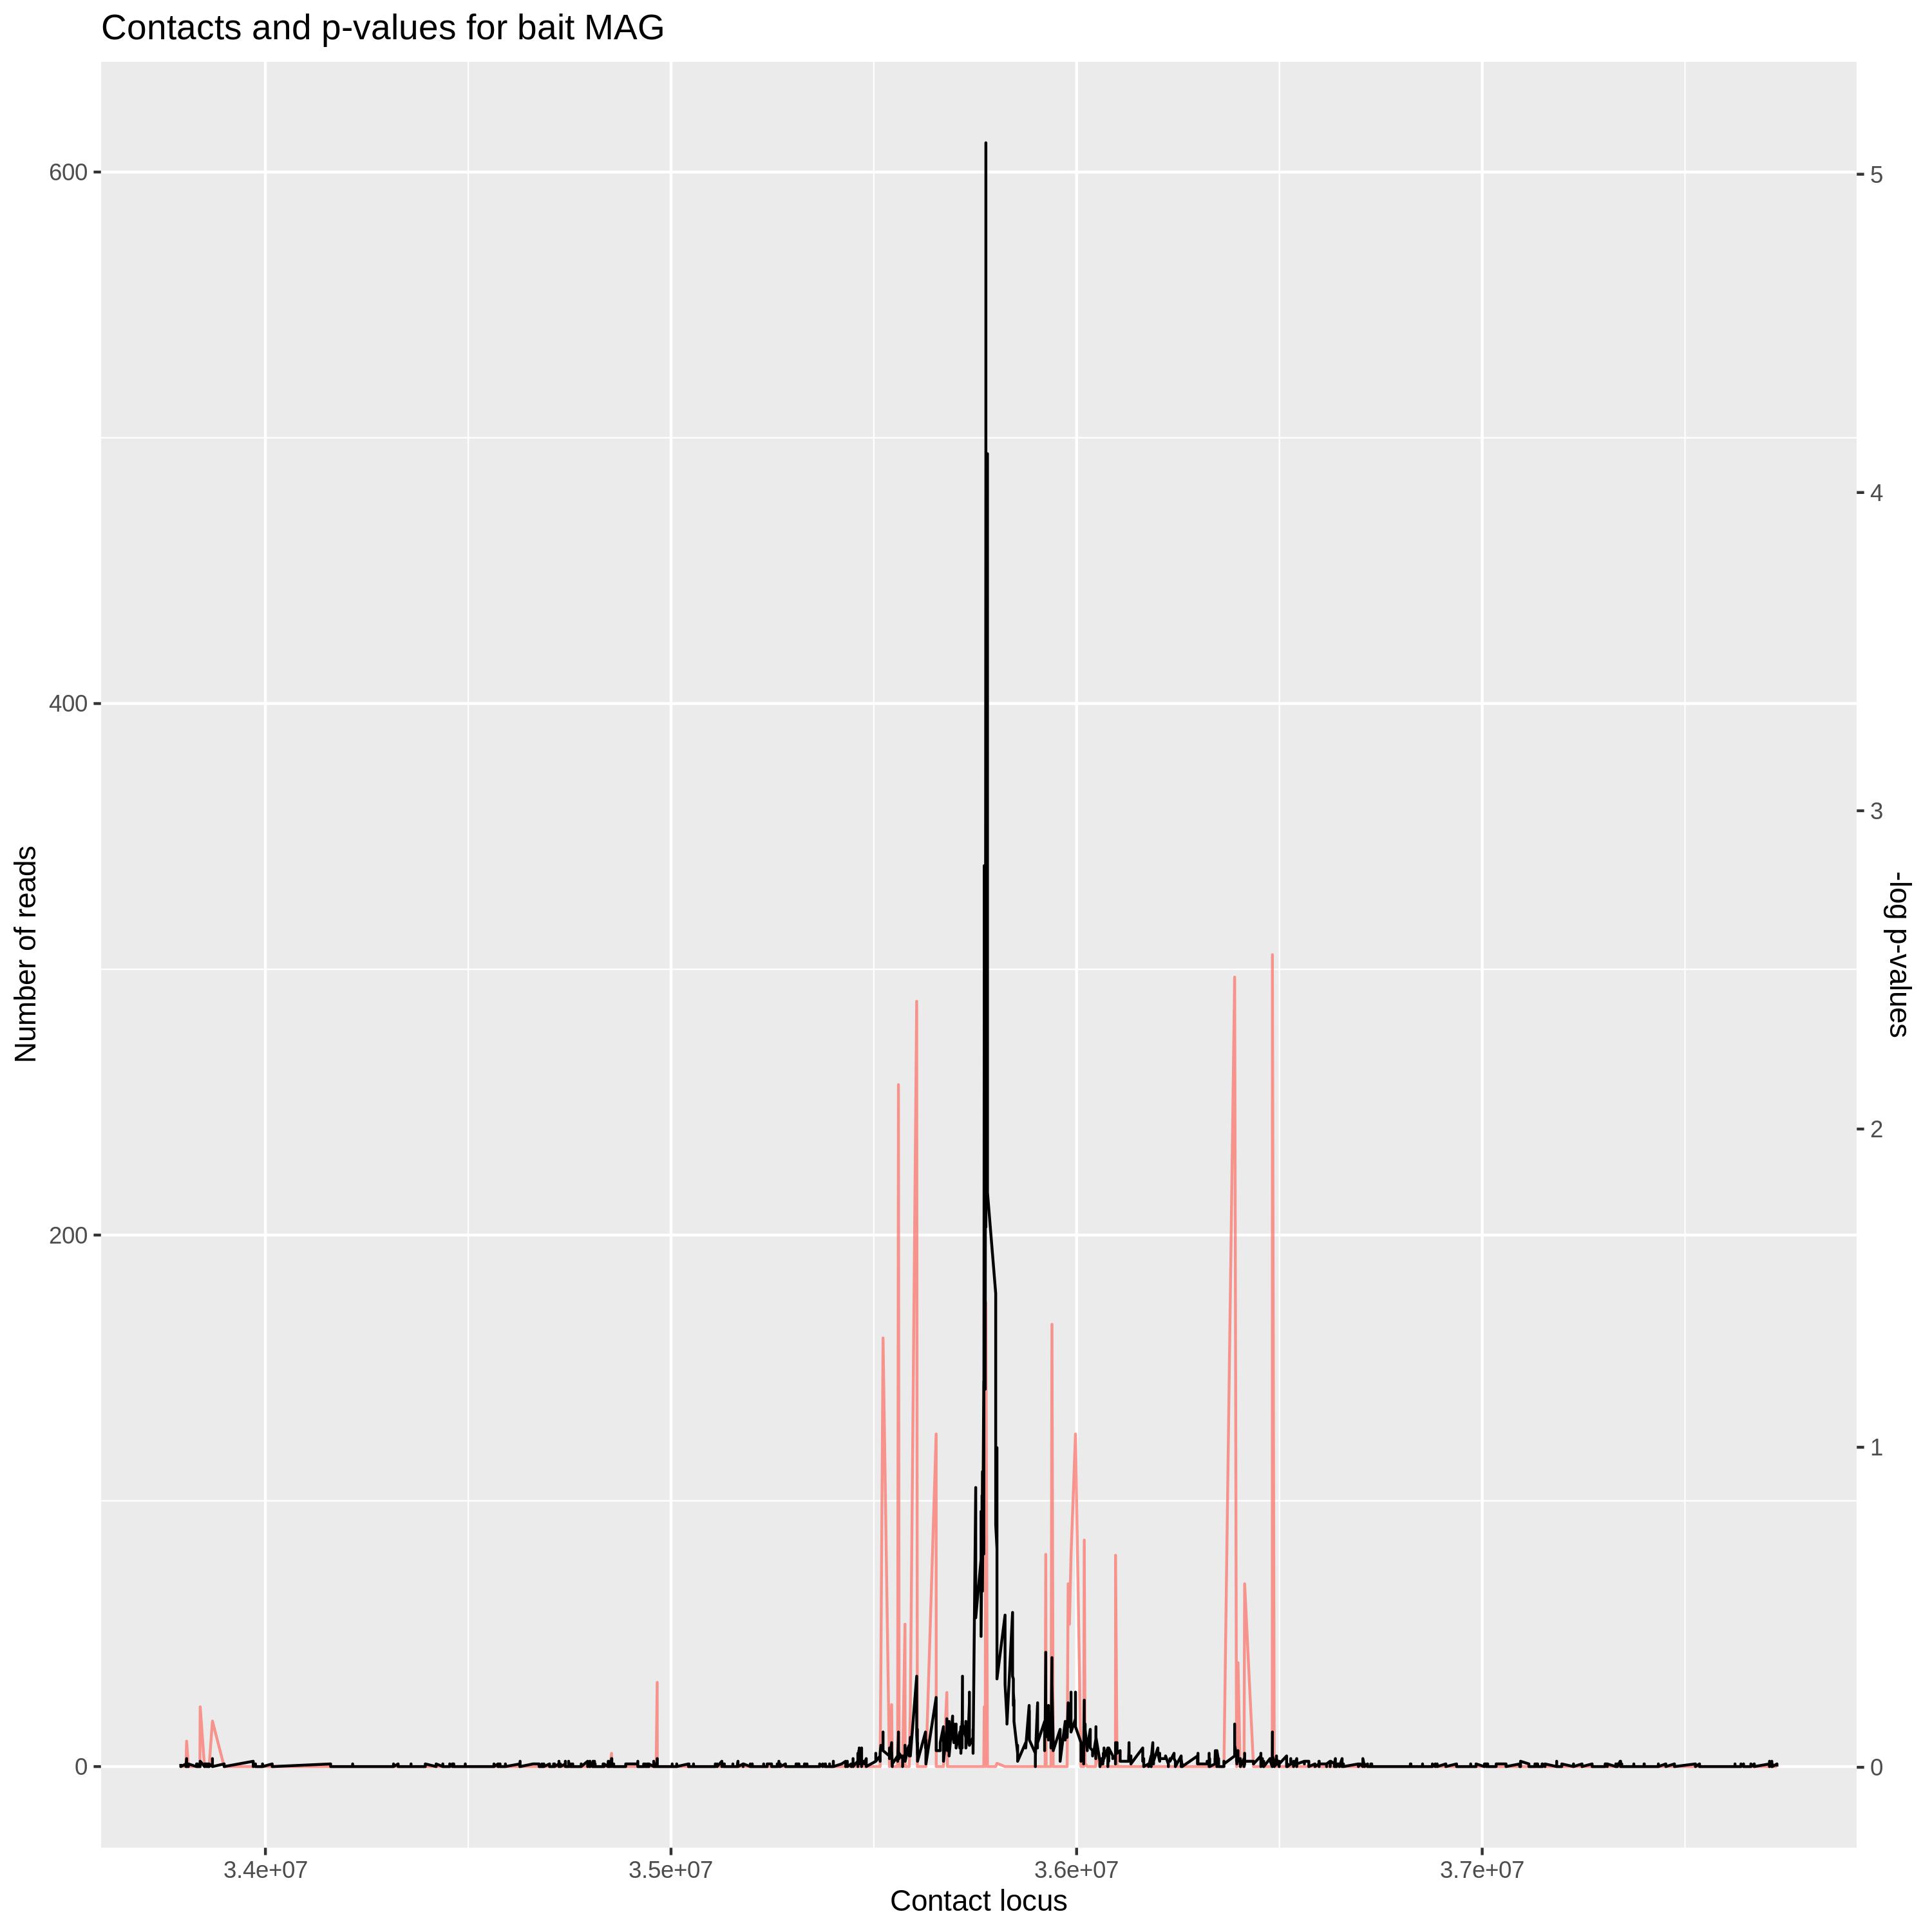 Contacts and p-values for bait MAG
600
400
200
0
Number of reads
5
4
3
2
1
0
-log p-values
3.4e+07
3.5e+07
3.6e+07
3.7e+07
Contact locus